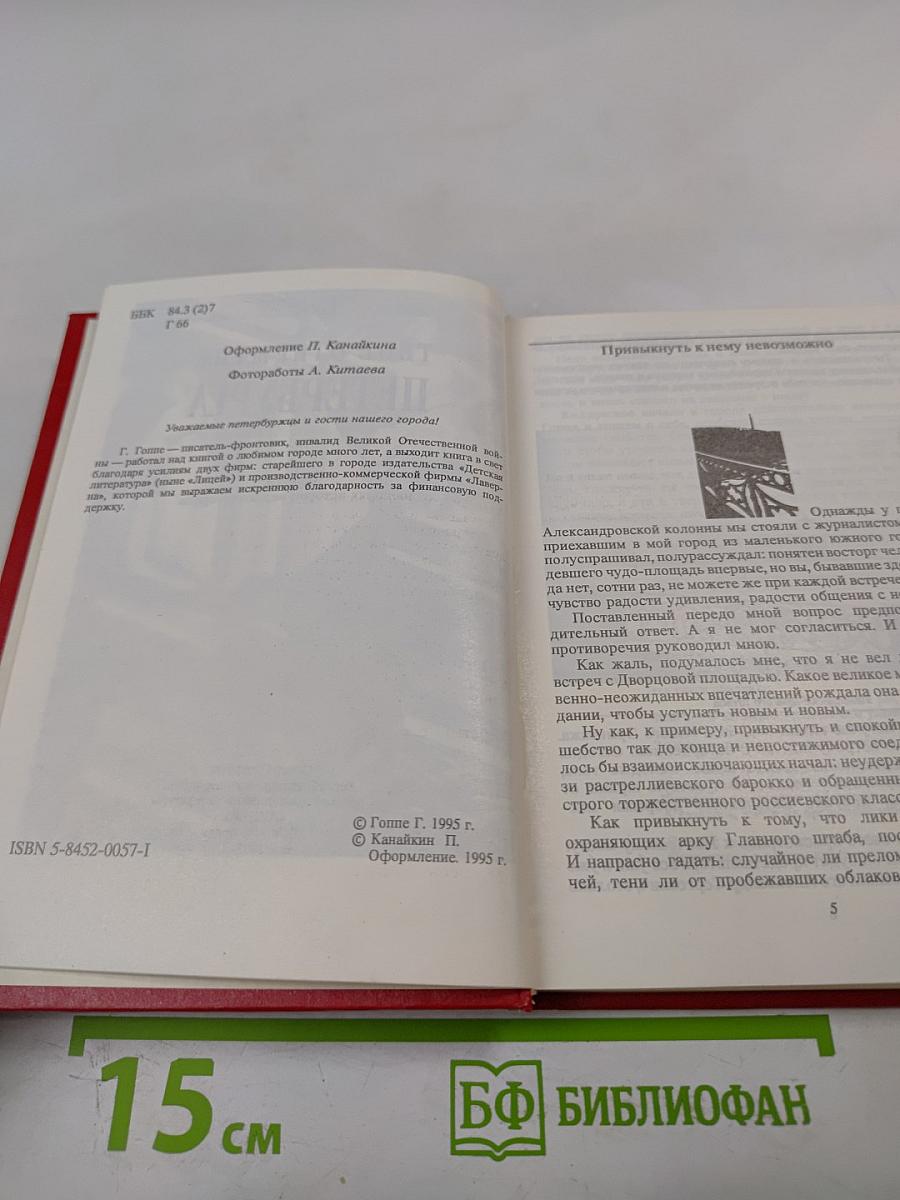 ББК 84.3 (2)7
Г 66
Оформление П. Канайкина
Фотоработы А. Китаева
Уважаемые петербуржцы и гости нашего города!
Г. Гоппе — писатель-фронтовик, инвалид Великой Отечественной вой-
ны — работал над книгой о любимом городе много лет, а выходит книга в свет
благодаря усилиям двух фирм: старейшего в городе издательства «Детская
литература» (ныне «Лицей») и производственно-коммерческой фирмы «Лавер-
на», которой мы выражаем искреннюю благодарность за финансовую под-
держку.
© Гоппе Г. 1995 г.
© Канайкин П.
Оформление. 1995 г.
ISBN 5-8452-0057-I
Привыкнуть к нему невозможно
Однажды у п
Александровской колонны мы стояли с журналистом
приехавшим в мой город из маленького южного го
полуспрашивал, полурассуждал: понятен восторг чел
девшего чудо-площадь впервые, но вы, бывавшие зде
да нет, сотни раз, не можете же при каждой встрече
чувство радости удивления, радости общения с не
Поставленный передо мной вопрос предпо
дительный ответ. А я не мог согласиться. И
противоречия руководил мною.
Как жаль, подумалось мне, что я не вел
встреч с Дворцовой площадью. Какое великое м
венно-неожиданных впечатлений рождала она
дании, чтобы уступать новым и новым.
Ну как, к примеру, привыкнуть и спокойн
шебство так до конца и непостижимого соед
лось бы взаимоисключающих начал: неудерж
зи растреллиевского барокко и обращенны
строго торжественного россиевского класс
Как привыкнуть к тому, что лики
охраняющих арку Главного штаба, пос
И напрасно гадать: случайное ли прелом
чей, тени ли от пробежавших облаков
5
15 см
БФ БИБЛИОФАН